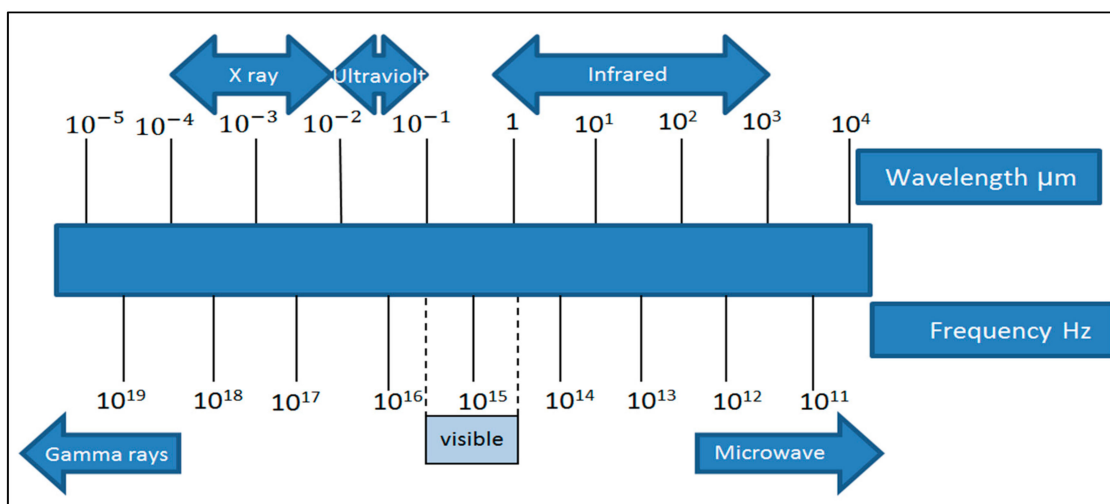 X ray Ultraviolt Infrared
10⁻⁵ 10⁻⁴ 10⁻³ 10⁻² 10⁻¹ 1 10¹ 10² 10³ 10⁴
Wavelength µm
Frequency Hz
10¹⁹ 10¹⁸ 10¹⁷ 10¹⁶ 10¹⁵ 10¹⁴ 10¹³ 10¹² 10¹¹
Gamma rays visible Microwave